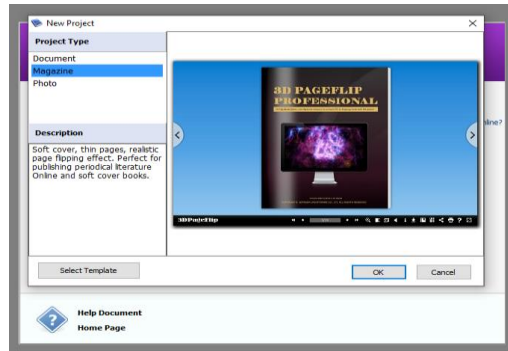 New Project
Project Type
Document
Magazine
Photo
Description
Soft cover, thin pages, realistic
page flipping effect. Perfect for
publishing periodical literature
Online and soft cover books.
3D PAGEFLIP
PROFESSIONAL
3DPageFlip
nline?
Select Template
OK
Cancel
Help Document
Home Page